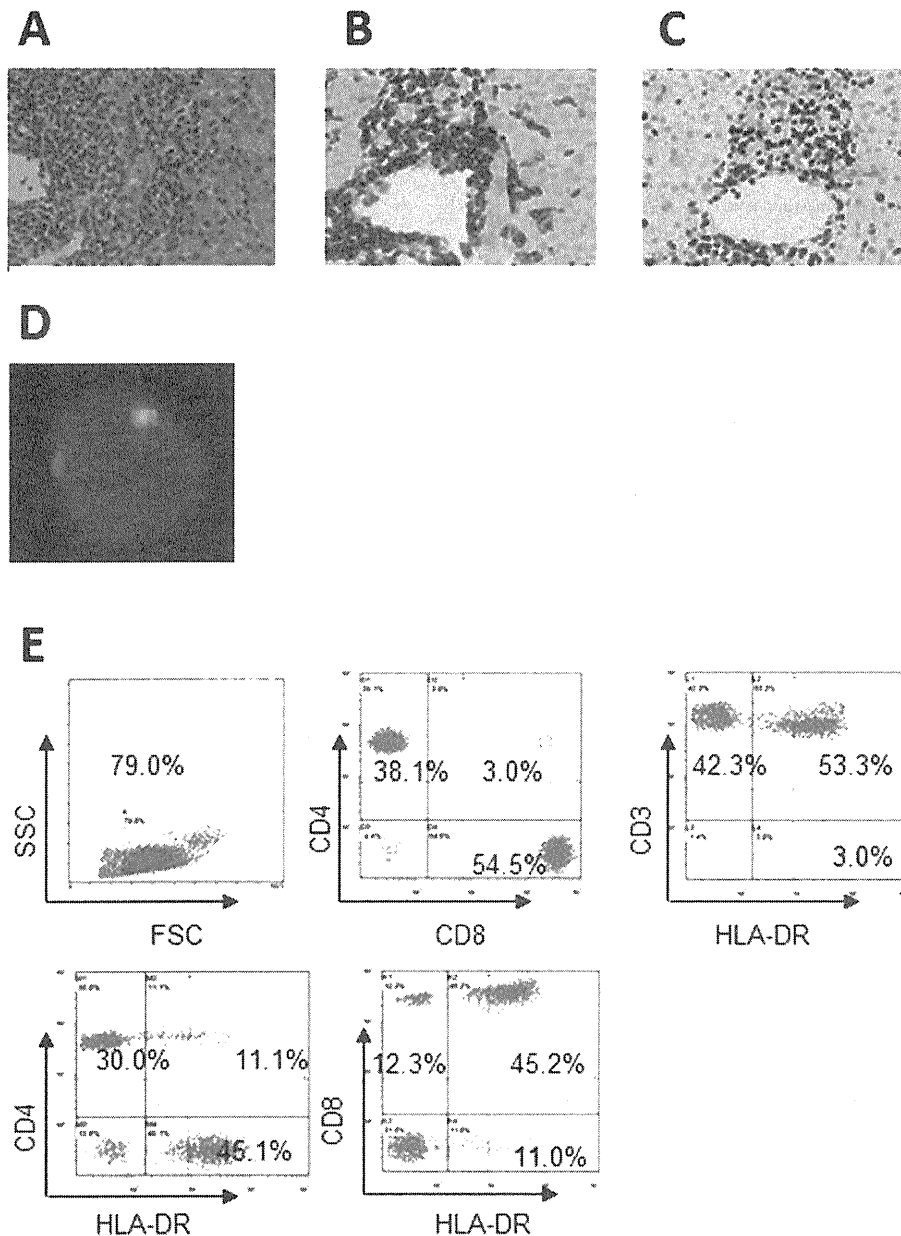 A B C
D
E
SSC
79.0%
FSC
CD4
38.1% 3.0%
54.5%
CD8
CD3
42.3% 53.3%
3.0%
HLA-DR
CD4
30.0% 11.1%
45.1%
HLA-DR
CD8
12.3% 45.2%
11.0%
HLA-DR